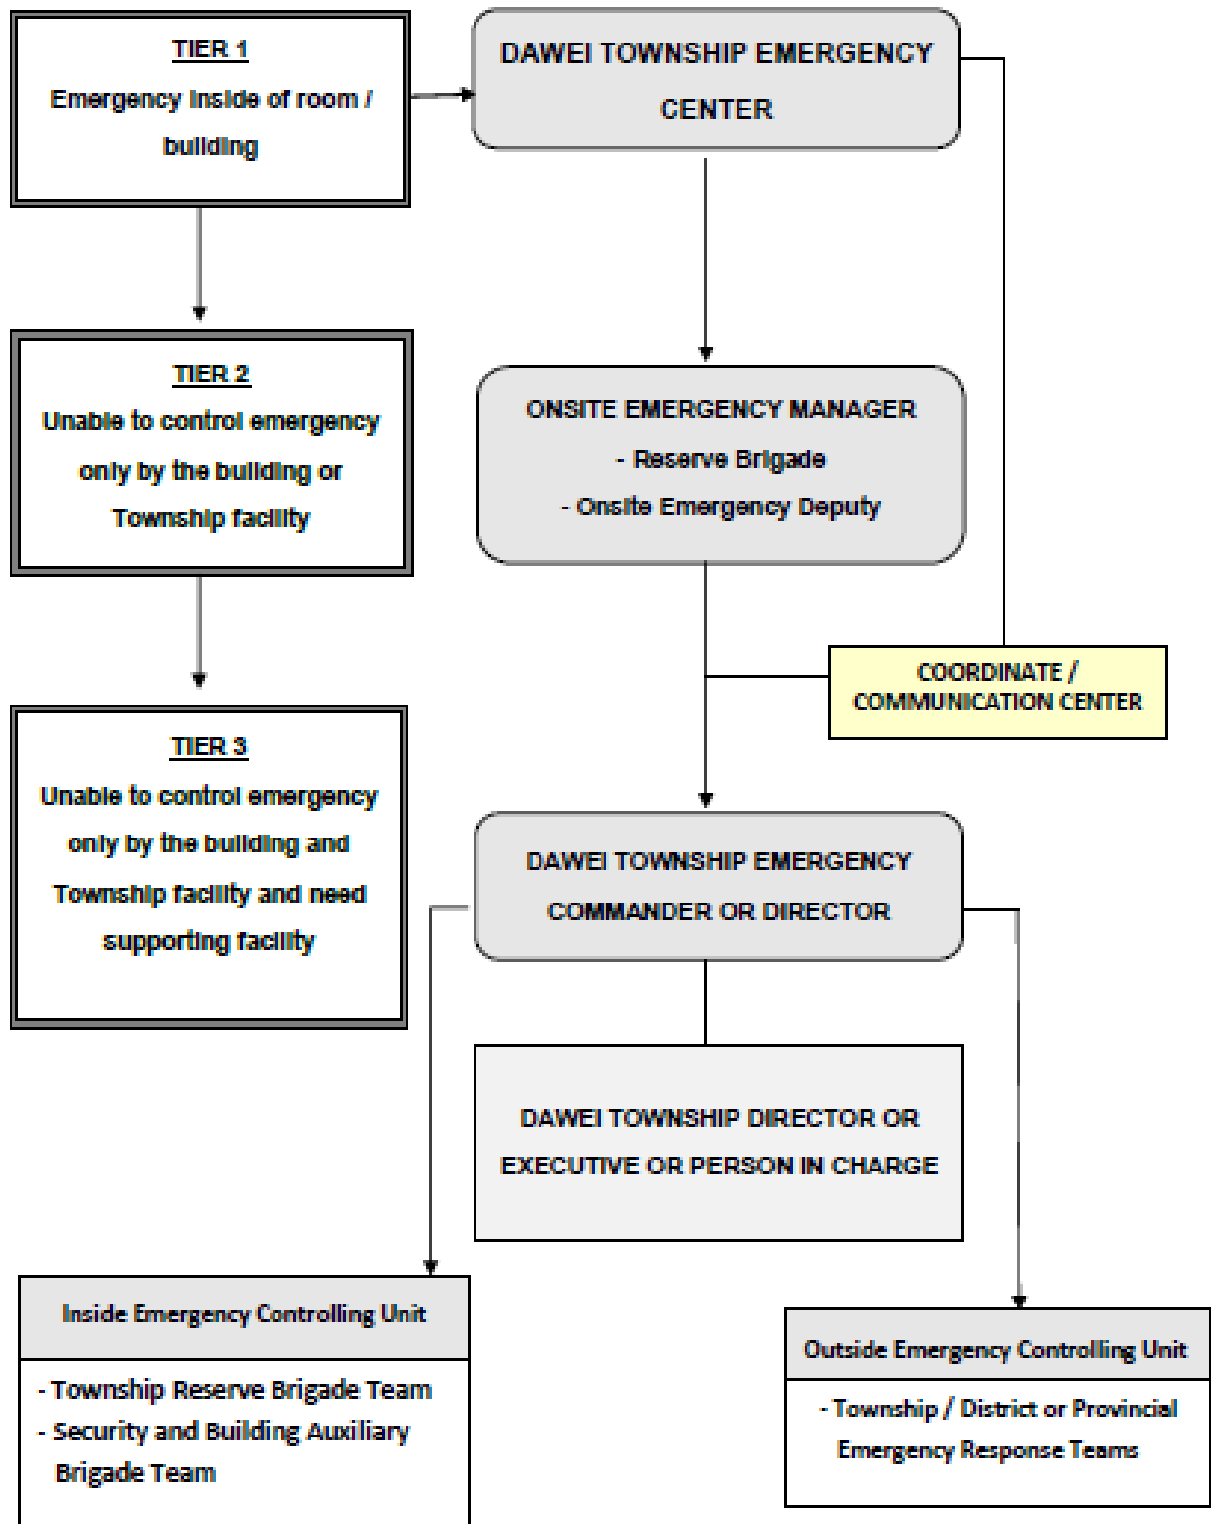 TIER 1
Emergency inside of room /
building
DAWEI TOWNSHIP EMERGENCY
CENTER
TIER 2
Unable to control emergency
only by the building or
Township facility
ONSITE EMERGENCY MANAGER
- Reserve Brigade
- Onsite Emergency Deputy
COORDINATE /
COMMUNICATION CENTER
TIER 3
Unable to control emergency
only by the building and
Township facility and need
supporting facility
DAWEI TOWNSHIP EMERGENCY
COMMANDER OR DIRECTOR
DAWEI TOWNSHIP DIRECTOR OR
EXECUTIVE OR PERSON IN CHARGE
Inside Emergency Controlling Unit
- Township Reserve Brigade Team
- Security and Building Auxiliary
Brigade Team
Outside Emergency Controlling Unit
- Township / District or Provincial
Emergency Response Teams